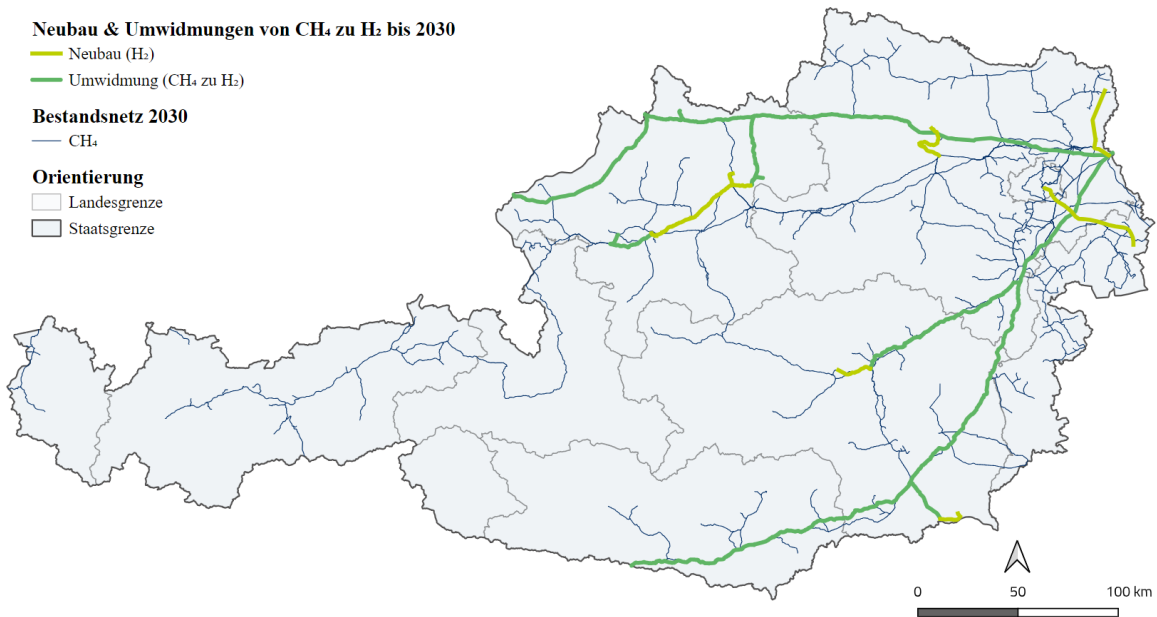 Neubau & Umwidmungen von CH₄ zu H₂ bis 2030
Neubau (H₂)
Umwidmung (CH₄ zu H₂)
Bestandsnetz 2030
CH₄
Orientierung
Landesgrenze
Staatsgrenze
0 50 100 km